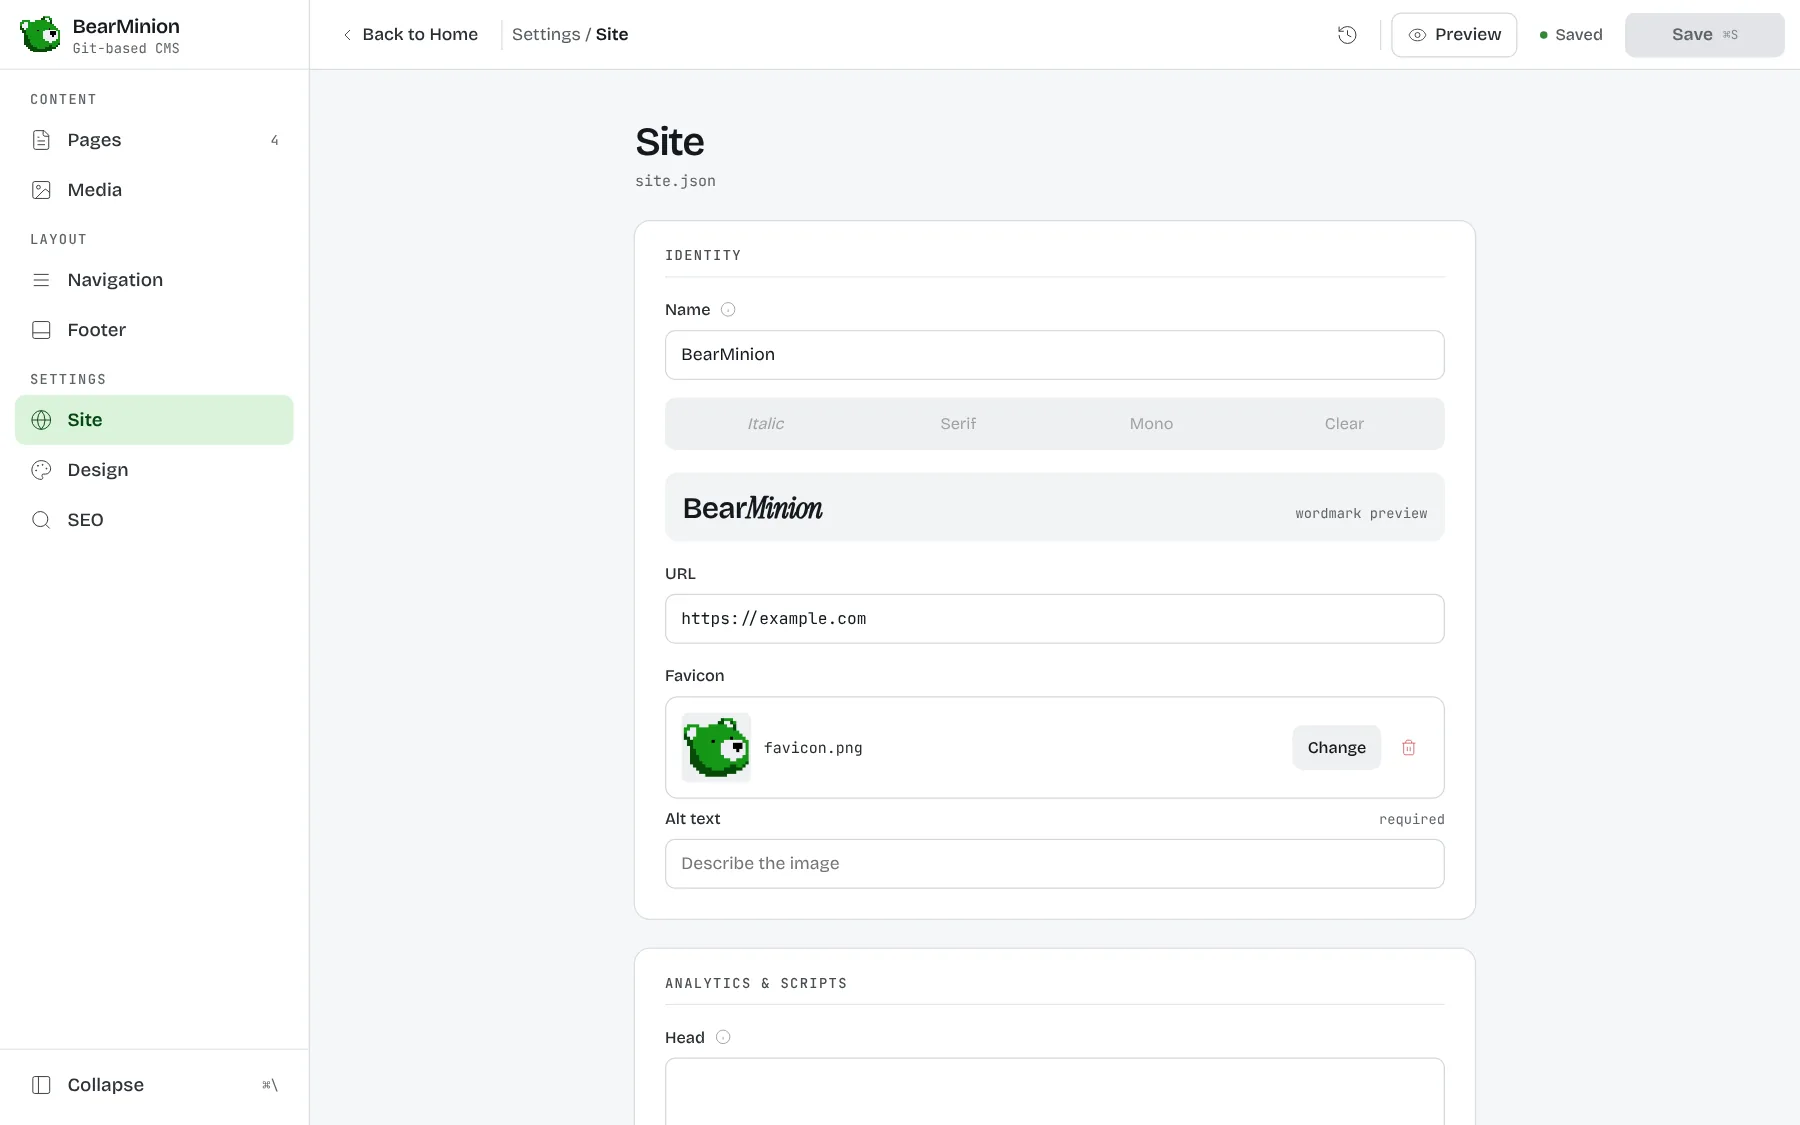 BearMinion
Git-based CMS
Back to Home
Settings / Site
Preview
Saved
Save ⌘S
CONTENT
Pages 4
Media
LAYOUT
Navigation
Footer
SETTINGS
Site
Design
SEO
Collapse ⌘\
Site
site.json
IDENTITY
Name
BearMinion
Italic Serif Mono Clear
BearMinion wordmark preview
URL
https://example.com
Favicon
favicon.png Change
Alt text required
Describe the image
ANALYTICS & SCRIPTS
Head